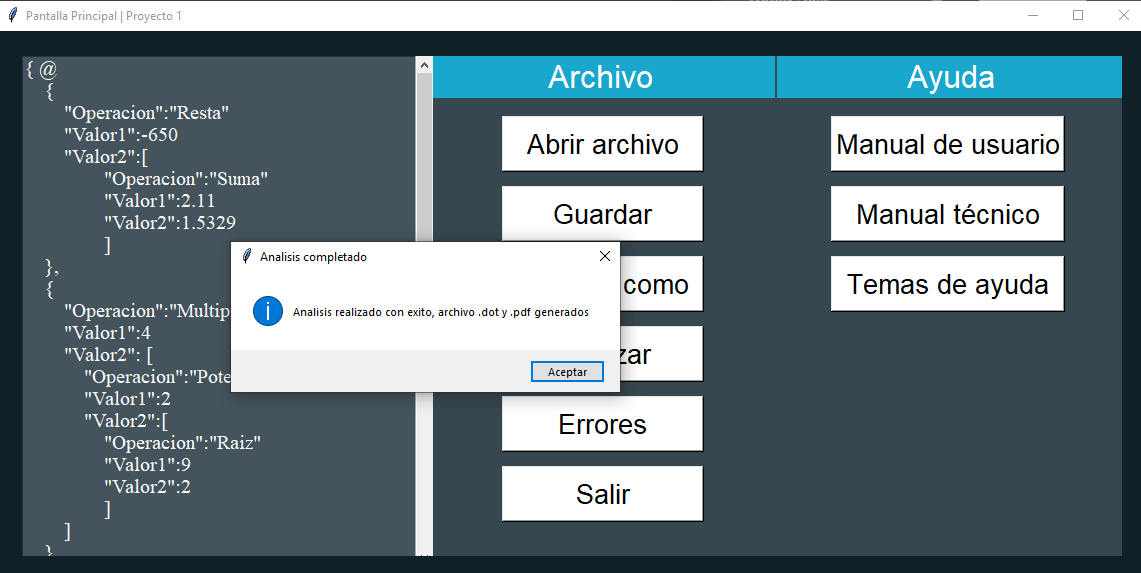 Pantalla Principal | Proyecto 1
{ @
{
"Operacion":"Resta"
"Valor1":-650
"Valor2":[
"Operacion":"Suma"
"Valor1":2.11
"Valor2":1.5329
]
},
{
"Operacion":"Multip
"Valor1":4
"Valor2": [
"Operacion":"Pote
"Valor1":2
"Valor2":[
"Operacion":"Raiz"
"Valor1":9
"Valor2":2
]
]
}
Archivo
Abrir archivo
Guardar
como
zar
Errores
Salir
Ayuda
Manual de usuario
Manual técnico
Temas de ayuda
Analisis completado
Analisis realizado con exito, archivo .dot y .pdf generados
Aceptar